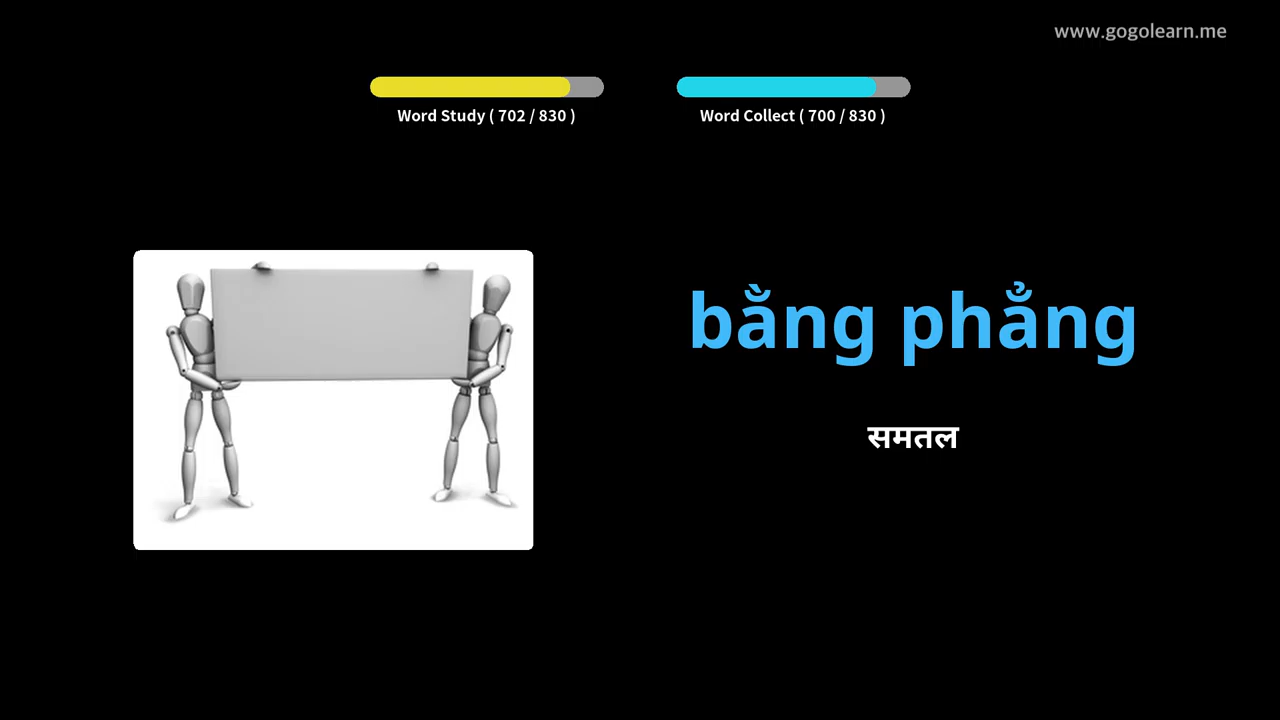 www.gogolearn.me
Word Study ( 702 / 830 )
Word Collect ( 700 / 830 )
bằng phẳng
समतल